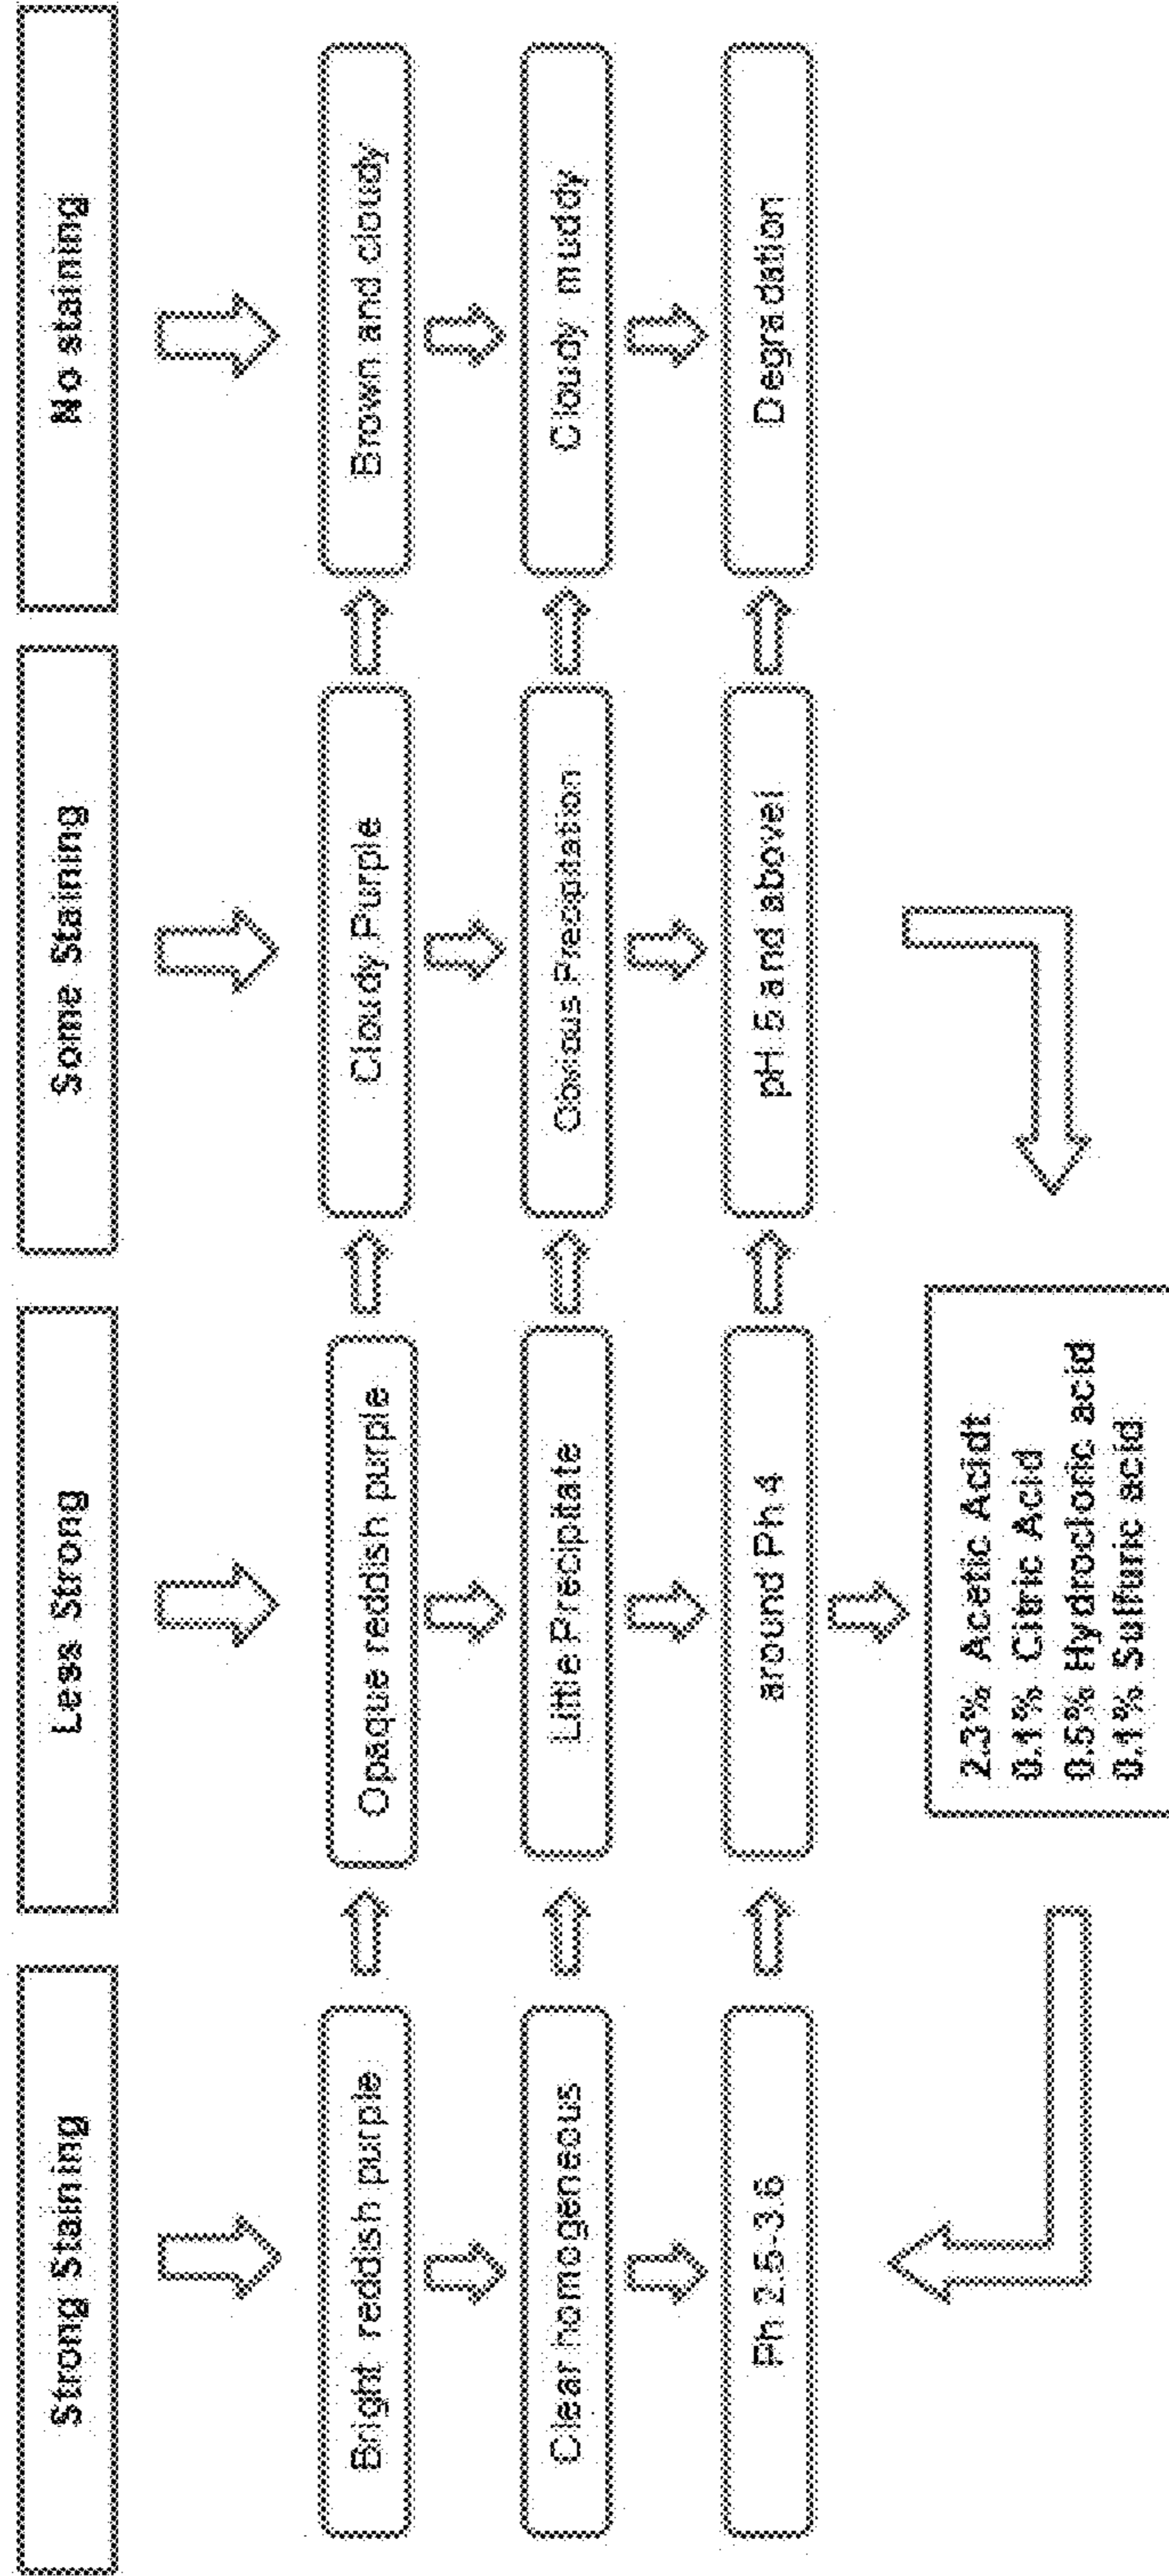 Strong Staining
Less Strong
Some Staining
No staining
Bright reddish purple
Opaque reddish purple
Cloudy Purple
Brown and cloudy
Clear homogeneous
Little Precipitate
Obvious Precipitation
Cloudy muddy
Ph 2.5-3.6
around Ph 4
pH 5 and abovel
Degradation
2.3% Acetic Acidt
0.1% Citric Acid
0.5% Hydrocloric acid
0.1% Sulfuric acid